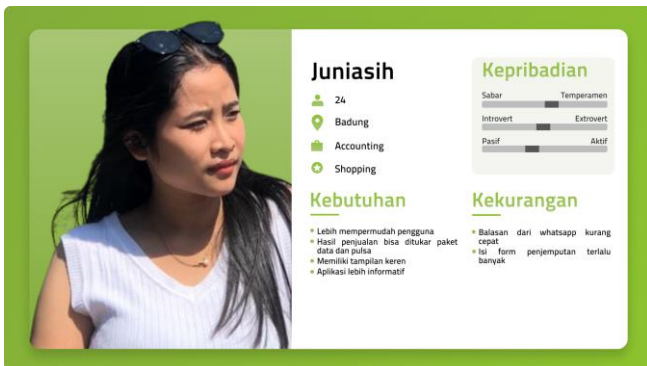 Juniasih
24
Badung
Accounting
Shopping
Kepribadian
Sabar Temperamen
Introvert Extrovert
Pasif Aktif
Kebutuhan
Lebih mempermudah pengguna
Hasil penjualan bisa ditukar paket
data dan pulsa
Memiliki tampilan keren
Aplikasi lebih informatif
Kekurangan
Balasan dari whatsapp kurang
cepat
Isi form penjemputan terlalu
banyak